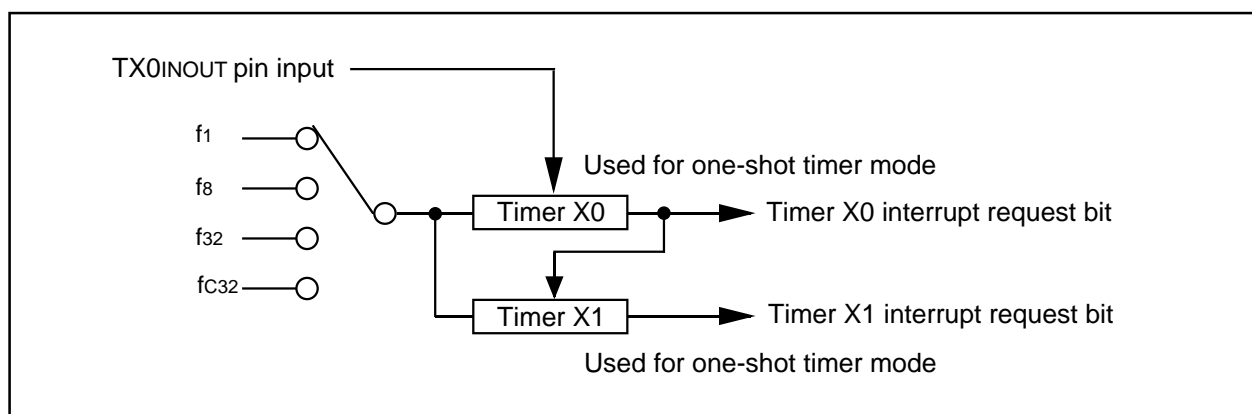 TX0INOUT pin input
f1
Used for one-shot timer mode
f8
Timer X0
Timer X0 interrupt request bit
f32
fC32
Timer X1
Timer X1 interrupt request bit
Used for one-shot timer mode